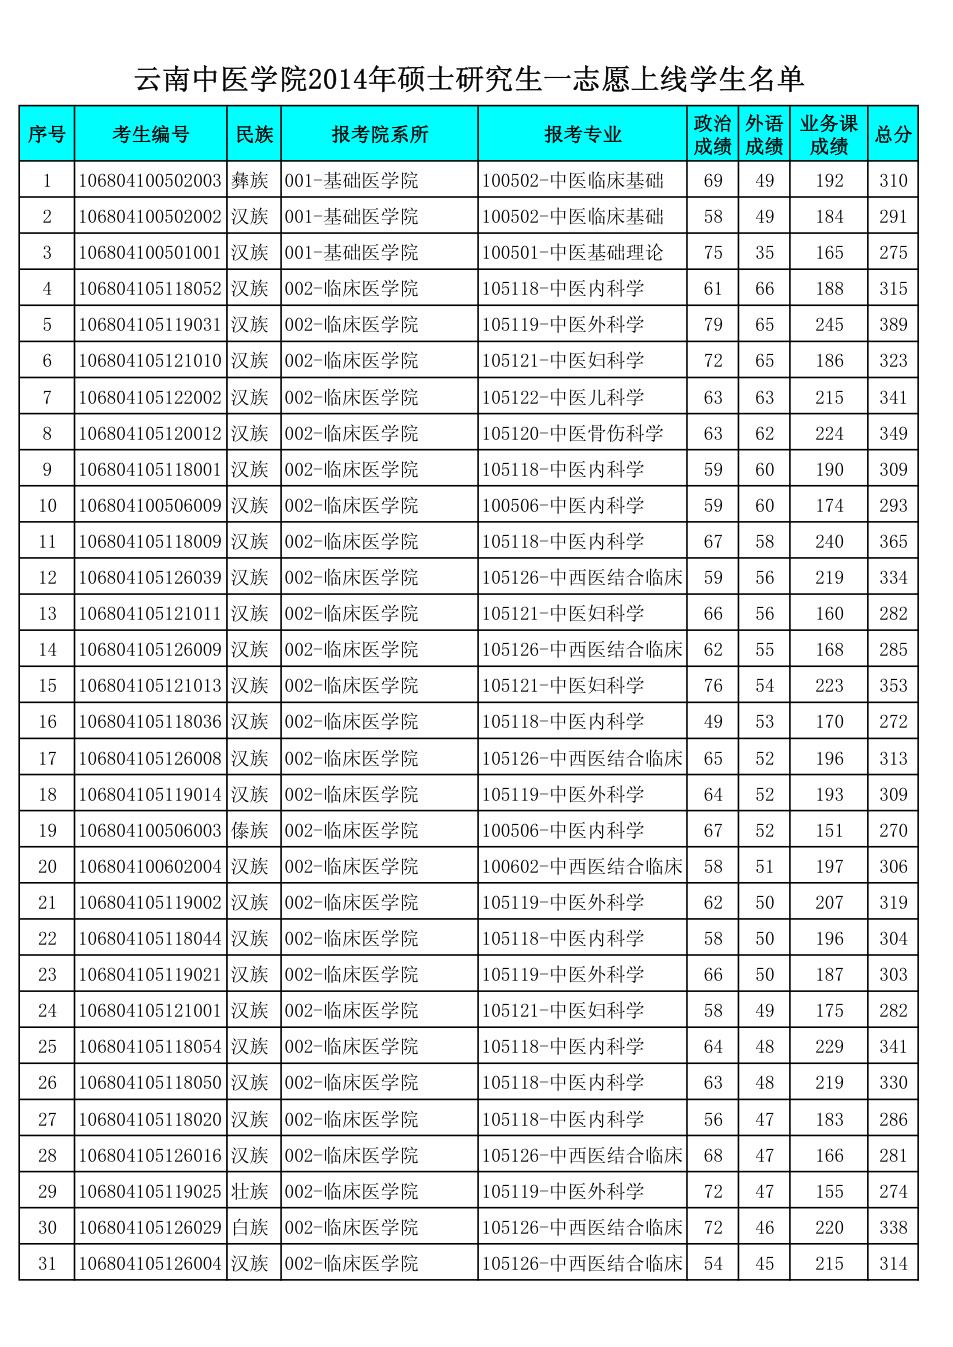 云南中医学院2014年硕士研究生一志愿上线学生名单
序号 考生编号 民族 报考院系所 报考专业 政治成绩 外语成绩 业务课成绩 总分
1 106804100502003 彝族 001-基础医学院 100502-中医临床基础 69 49 192 310
2 106804100502002 汉族 001-基础医学院 100502-中医临床基础 58 49 184 291
3 106804100501001 汉族 001-基础医学院 100501-中医基础理论 75 35 165 275
4 106804105118052 汉族 002-临床医学院 105118-中医内科学 61 66 188 315
5 106804105119031 汉族 002-临床医学院 105119-中医外科学 79 65 245 389
6 106804105121010 汉族 002-临床医学院 105121-中医妇科学 72 65 186 323
7 106804105122002 汉族 002-临床医学院 105122-中医儿科学 63 63 215 341
8 106804105120012 汉族 002-临床医学院 105120-中医骨伤科学 63 62 224 349
9 106804105118001 汉族 002-临床医学院 105118-中医内科学 59 60 190 309
10 106804100506009 汉族 002-临床医学院 100506-中医内科学 59 60 174 293
11 106804105118009 汉族 002-临床医学院 105118-中医内科学 67 58 240 365
12 106804105126039 汉族 002-临床医学院 105126-中西医结合临床 59 56 219 334
13 106804105121011 汉族 002-临床医学院 105121-中医妇科学 66 56 160 282
14 106804105126009 汉族 002-临床医学院 105126-中西医结合临床 62 55 168 285
15 106804105121013 汉族 002-临床医学院 105121-中医妇科学 76 54 223 353
16 106804105118036 汉族 002-临床医学院 105118-中医内科学 49 53 170 272
17 106804105126008 汉族 002-临床医学院 105126-中西医结合临床 65 52 196 313
18 106804105119014 汉族 002-临床医学院 105119-中医外科学 64 52 193 309
19 106804100506003 傣族 002-临床医学院 100506-中医内科学 67 52 151 270
20 106804100602004 汉族 002-临床医学院 100602-中西医结合临床 58 51 197 306
21 106804105119002 汉族 002-临床医学院 105119-中医外科学 62 50 207 319
22 106804105118044 汉族 002-临床医学院 105118-中医内科学 58 50 196 304
23 106804105119021 汉族 002-临床医学院 105119-中医外科学 66 50 187 303
24 106804105121001 汉族 002-临床医学院 105121-中医妇科学 58 49 175 282
25 106804105118054 汉族 002-临床医学院 105118-中医内科学 64 48 229 341
26 106804105118050 汉族 002-临床医学院 105118-中医内科学 63 48 219 330
27 106804105118020 汉族 002-临床医学院 105118-中医内科学 56 47 183 286
28 106804105126016 汉族 002-临床医学院 105126-中西医结合临床 68 47 166 281
29 106804105119025 壮族 002-临床医学院 105119-中医外科学 72 47 155 274
30 106804105126029 白族 002-临床医学院 105126-中西医结合临床 72 46 220 338
31 106804105126004 汉族 002-临床医学院 105126-中西医结合临床 54 45 215 314